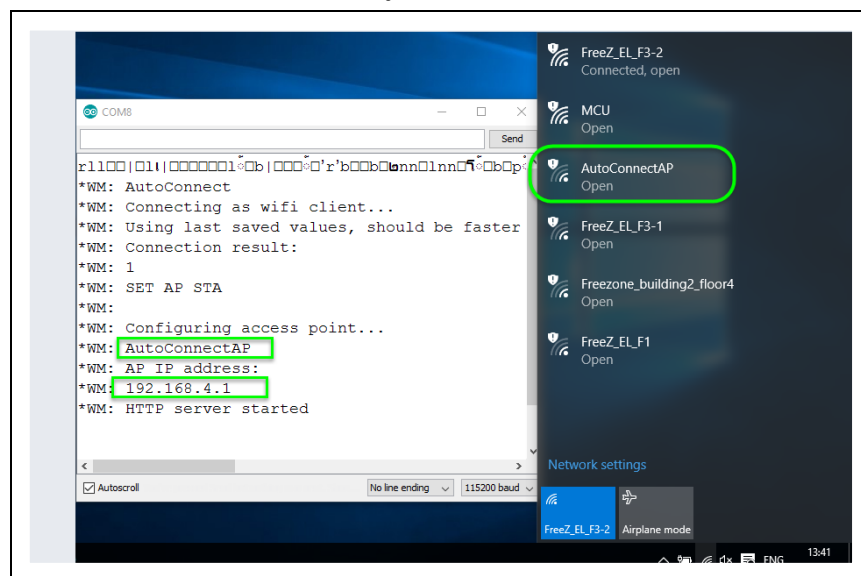 COM8
Send
*WM: AutoConnect
*WM: Connecting as wifi client...
*WM: Using last saved values, should be faster
*WM: Connection result:
*WM: 1
*WM: SET AP STA
*WM:
*WM: Configuring access point...
*WM: AutoConnectAP
*WM: AP IP address:
*WM: 192.168.4.1
*WM: HTTP server started
Autoscroll
No line ending
115200 baud
FreeZ_EL_F3-2
Connected, open
MCU
Open
AutoConnectAP
Open
FreeZ_EL_F3-1
Open
Freezone_building2_floor4
Open
FreeZ_EL_F1
Open
Network settings
FreeZ_EL_F3-2
Airplane mode
ENG
13:41